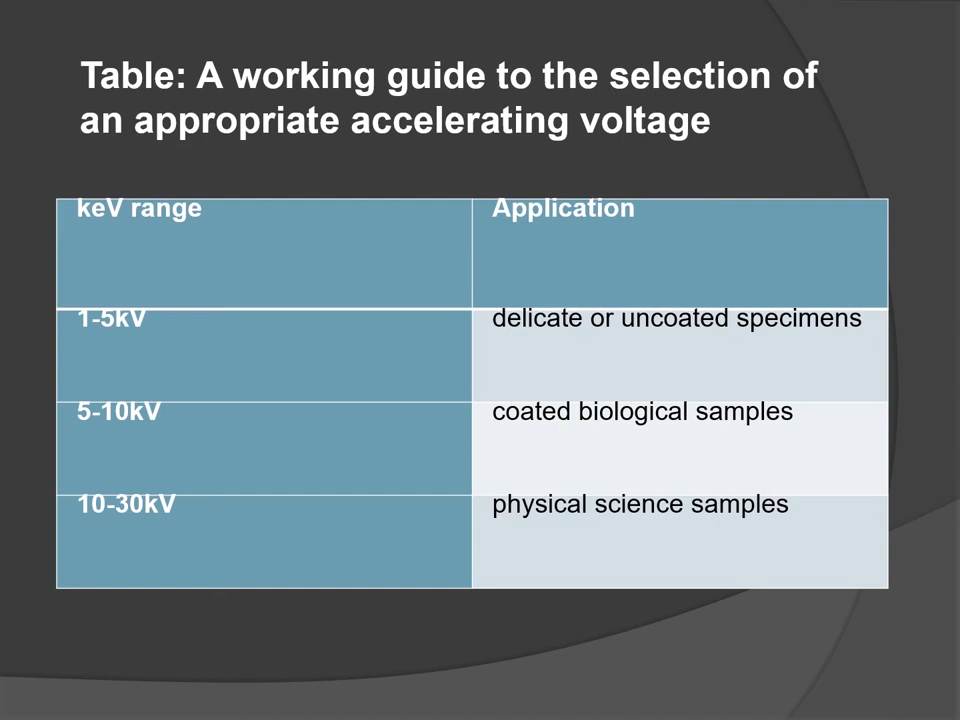 Table: A working guide to the selection of
an appropriate accelerating voltage
keV range Application
1-5kV delicate or uncoated specimens
5-10kV coated biological samples
10-30kV physical science samples